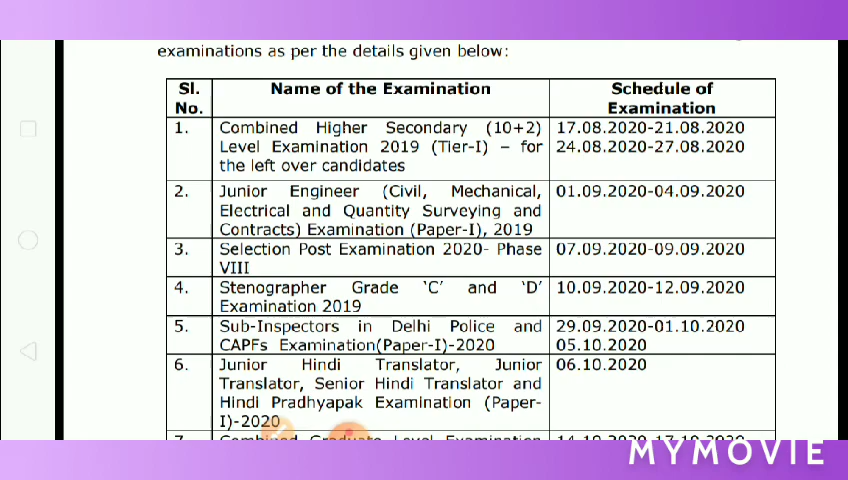 examinations as per the details given below:
Sl. No.
Name of the Examination
Schedule of Examination
1.
Combined Higher Secondary (10+2)
Level Examination 2019 (Tier-I) – for
the left over candidates
17.08.2020-21.08.2020
24.08.2020-27.08.2020
2.
Junior Engineer (Civil, Mechanical,
Electrical and Quantity Surveying and
Contracts) Examination (Paper-I), 2019
01.09.2020-04.09.2020
3.
Selection Post Examination 2020- Phase
VIII
07.09.2020-09.09.2020
4.
Stenographer Grade ‘C’ and ‘D’
Examination 2019
10.09.2020-12.09.2020
5.
Sub-Inspectors in Delhi Police and
CAPFs Examination(Paper-I)-2020
29.09.2020-01.10.2020
05.10.2020
6.
Junior Hindi Translator, Junior
Translator, Senior Hindi Translator and
Hindi Pradhyapak Examination (Paper-
I)-2020
06.10.2020
7.
Combined Graduate Level Examination
MYMOVIE